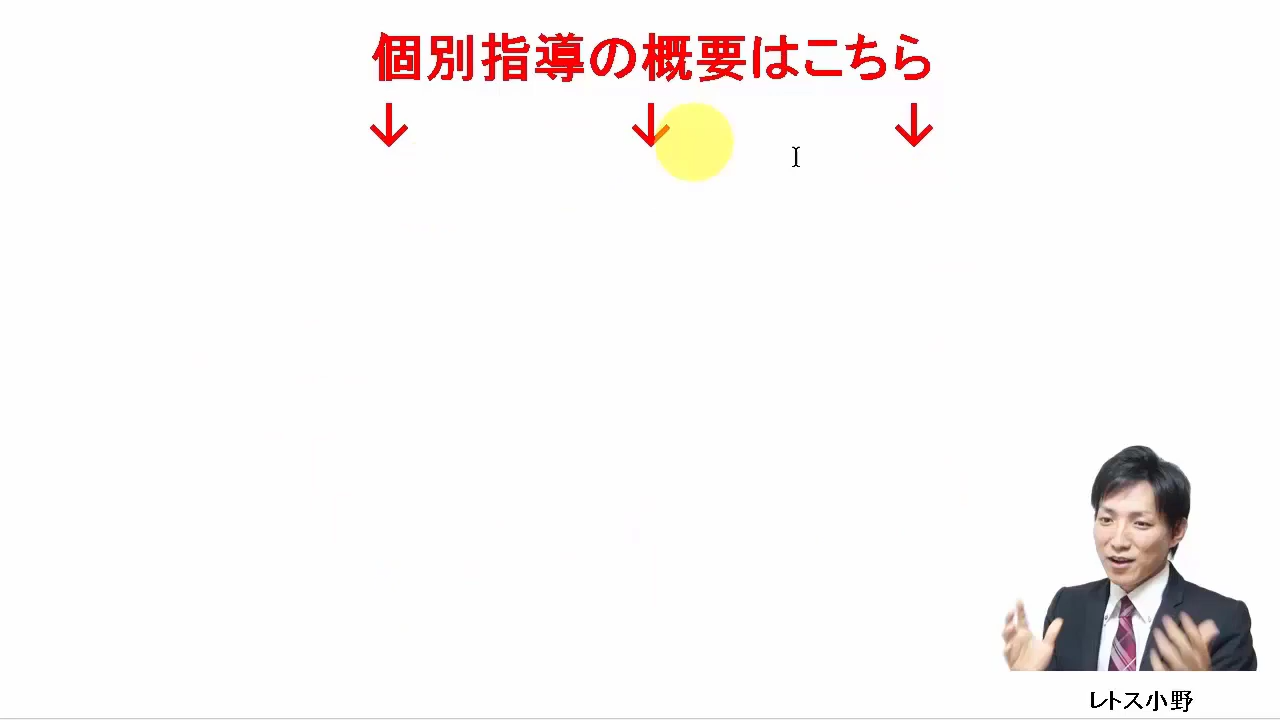 個別指導の概要はこちら
↓ ↓ ↓
レトス小野